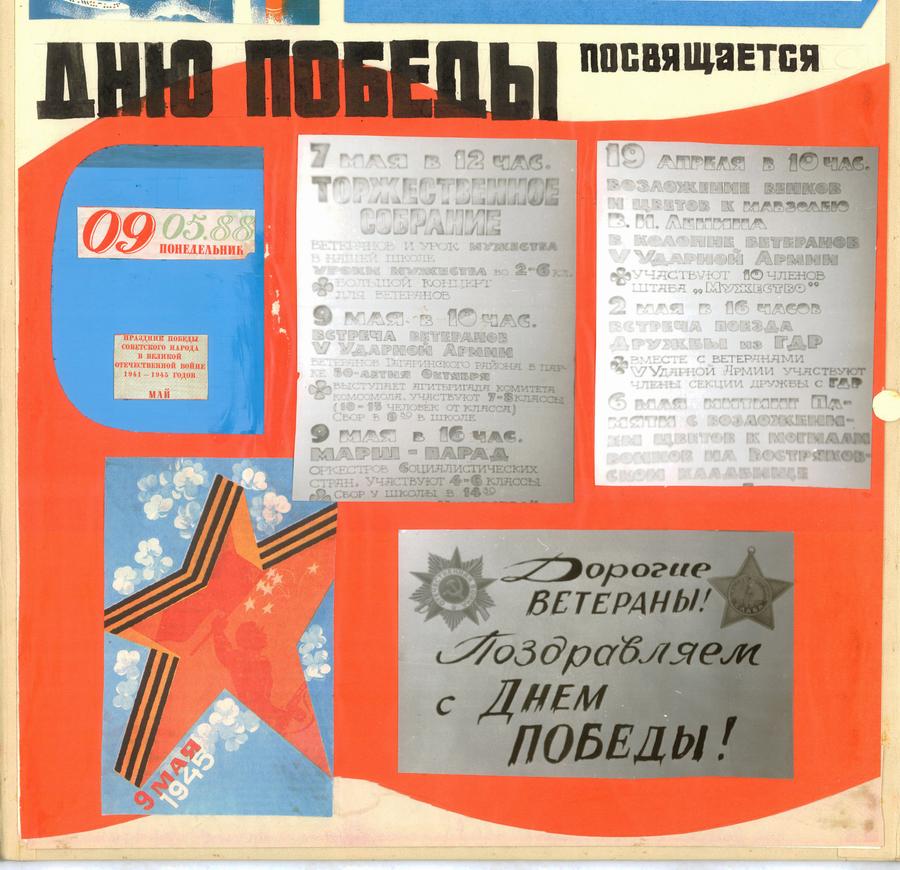 ДНЮ ПОБЕДЫ ПОСВЯЩАЕТСЯ
09 05.88
ПОНЕДЕЛЬНИК
ПРАЗДНИК ПОБЕДЫ
СОВЕТСКОГО НАРОДА
В ВЕЛИКОЙ
ОТЕЧЕСТВЕННОЙ ВОЙНЕ
1941–1945 ГОДОВ
МАЙ
7 МАЯ В 12 ЧАС.
ТОРЖЕСТВЕННОЕ
СОБРАНИЕ
ВЕТЕРАНОВ И УРОК МУЖЕСТВА
В НАШЕЙ ШКОЛЕ
УРОКИ МУЖЕСТВА ВО 2-6 КЛ.
БОЛЬШОЙ КОНЦЕРТ
ДЛЯ ВЕТЕРАНОВ
9 МАЯ В 10 ЧАС.
ВСТРЕЧА ВЕТЕРАНОВ
V УДАРНОЙ АРМИИ
ВЕТЕРАНОВ ГАГАРИНСКОГО РАЙОНА В ПАР-
КЕ 50-ЛЕТИЯ ОКТЯБРЯ
ВЫСТУПАЕТ АГИТБРИГАДА КОМИТЕТА
КОМСОМОЛА. УЧАСТВУЮТ 7-8 КЛАССЫ
(10-15 ЧЕЛОВЕК ОТ КЛАССА)
СБОР В В ШКОЛЕ
9 МАЯ В 16 ЧАС.
МАРШ - ПАРАД
ОРКЕСТРОВ СОЦИАЛИСТИЧЕСКИХ
СТРАН. УЧАСТВУЮТ 4-6 КЛАССЫ
СБОР У ШКОЛЫ В 14³⁰
19 АПРЕЛЯ В 10 ЧАС.
ВОЗЛОЖЕНИЕ ВЕНКОВ
И ЦВЕТОВ К МАВЗОЛЕЮ
В. И. ЛЕНИНА
В КОЛОННЕ ВЕТЕРАНОВ
V УДАРНОЙ АРМИИ
УЧАСТВУЮТ 10 ЧЛЕНОВ
ШТАБА „МУЖЕСТВО"
2 МАЯ В 16 ЧАСОВ
ВСТРЕЧА ПОЕЗДА
ДРУЖБЫ ИЗ ГДР
ВМЕСТЕ С ВЕТЕРАНАМИ
V УДАРНОЙ АРМИИ УЧАСТВУЮТ
ЧЛЕНЫ СЕКЦИИ ДРУЖБЫ С ГДР
6 МАЯ МИТИНГ ПА-
МЯТИ С ВОЗЛОЖЕНИ-
ЕМ ЦВЕТОВ К МОГИЛАМ
ВОИНОВ НА ВОСТРЯКОВ-
СКОМ КЛАДБИЩЕ
9 МАЯ
1945
Дорогие
ВЕТЕРАНЫ!
Поздравляем
с ДНЕМ
ПОБЕДЫ!